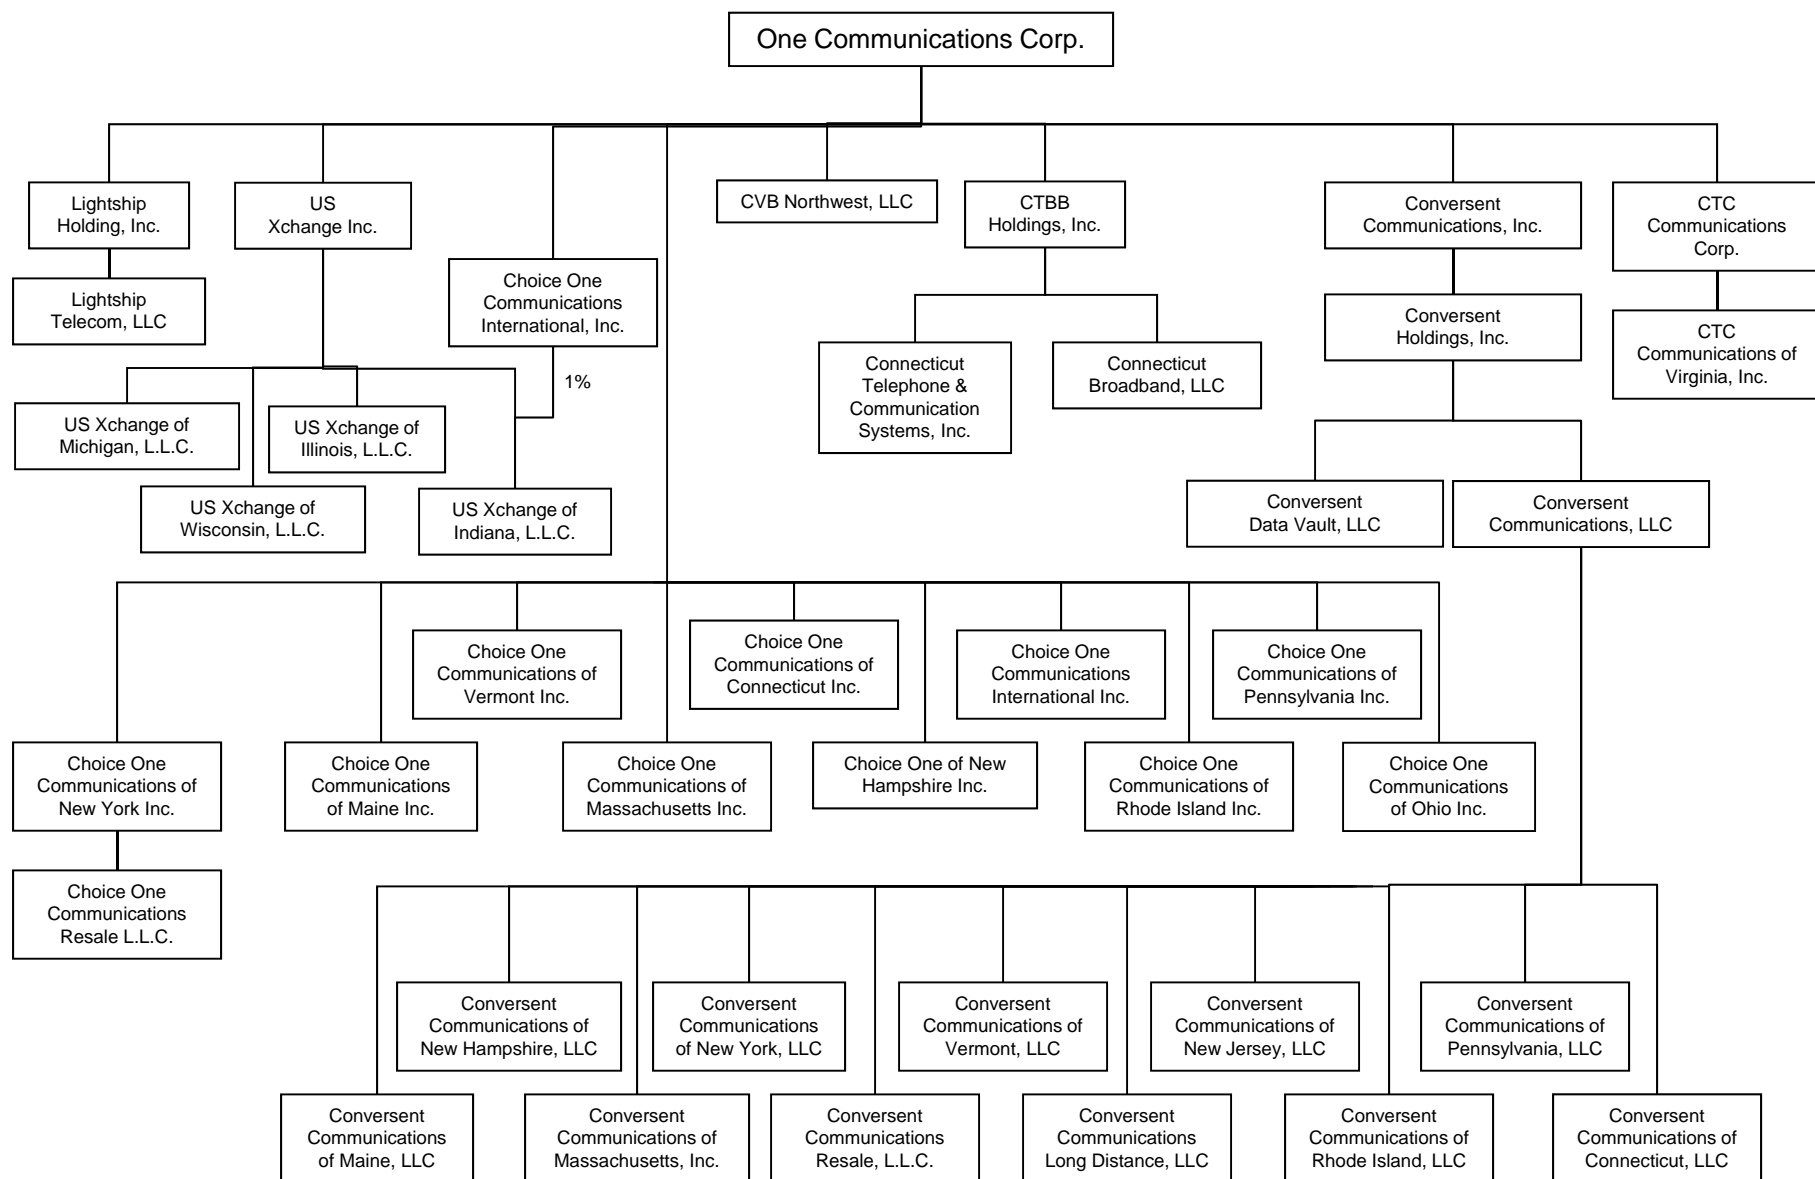 One Communications Corp.
Lightship
Holding, Inc.
US
Xchange Inc.
CVB Northwest, LLC
CTBB
Holdings, Inc.
Conversent
Communications, Inc.
CTC
Communications
Corp.
Choice One
Communications
International, Inc.
Lightship
Telecom, LLC
Conversent
Holdings, Inc.
CTC
Communications of
Virginia, Inc.
1%
Connecticut
Telephone &
Communication
Systems, Inc.
Connecticut
Broadband, LLC
US Xchange of
Michigan, L.L.C.
US Xchange of
Illinois, L.L.C.
US Xchange of
Wisconsin, L.L.C.
US Xchange of
Indiana, L.L.C.
Conversent
Data Vault, LLC
Conversent
Communications, LLC
Choice One
Communications of
Vermont Inc.
Choice One
Communications of
Connecticut Inc.
Choice One
Communications
International Inc.
Choice One
Communications of
Pennsylvania Inc.
Choice One
Communications of
New York Inc.
Choice One
Communications
of Maine Inc.
Choice One
Communications of
Massachusetts Inc.
Choice One of New
Hampshire Inc.
Choice One
Communications of
Rhode Island Inc.
Choice One
Communications
of Ohio Inc.
Choice One
Communications
Resale L.L.C.
Conversent
Communications of
New Hampshire, LLC
Conversent
Communications
of New York, LLC
Conversent
Communications of
Vermont, LLC
Conversent
Communications of
New Jersey, LLC
Conversent
Communications of
Pennsylvania, LLC
Conversent
Communications
of Maine, LLC
Conversent
Communications of
Massachusetts, Inc.
Conversent
Communications
Resale, L.L.C.
Conversent
Communications
Long Distance, LLC
Conversent
Communications of
Rhode Island, LLC
Conversent
Communications of
Connecticut, LLC